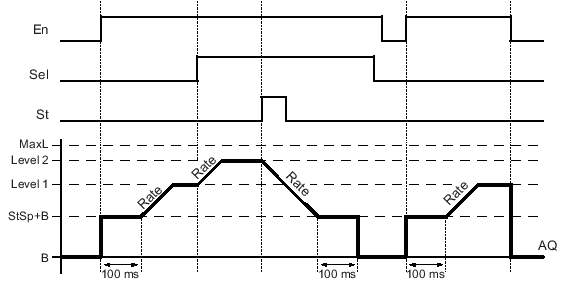 En
Sel
St
MaxL
Level 2
Level 1
StSp+B
B
Rate
Rate
Rate
Rate
AQ
100 ms
100 ms
100 ms